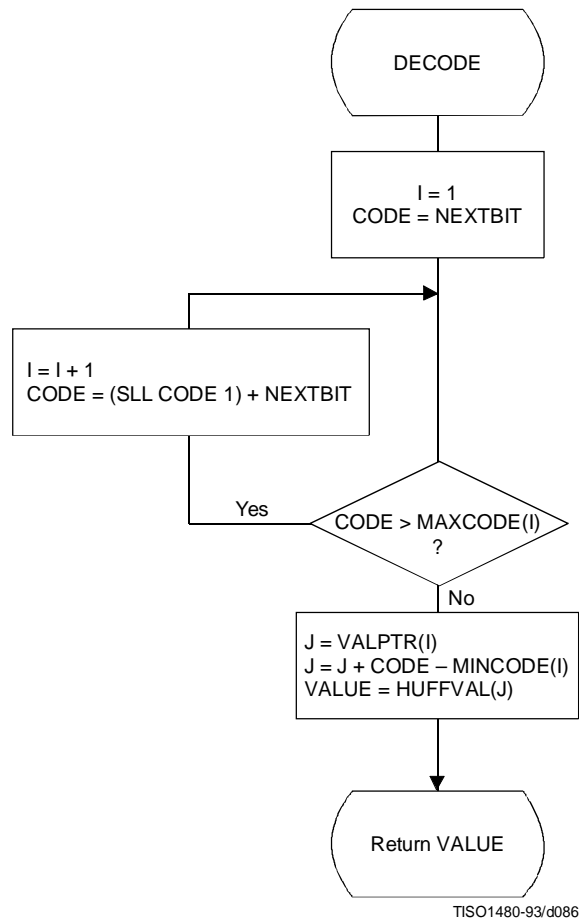 DECODE
I = 1
CODE = NEXTBIT
I = I + 1
CODE = (SLL CODE 1) + NEXTBIT
Yes
CODE > MAXCODE(I)
?
No
J = VALPTR(I)
J = J + CODE – MINCODE(I)
VALUE = HUFFVAL(J)
Return VALUE
TISO1480-93/d086